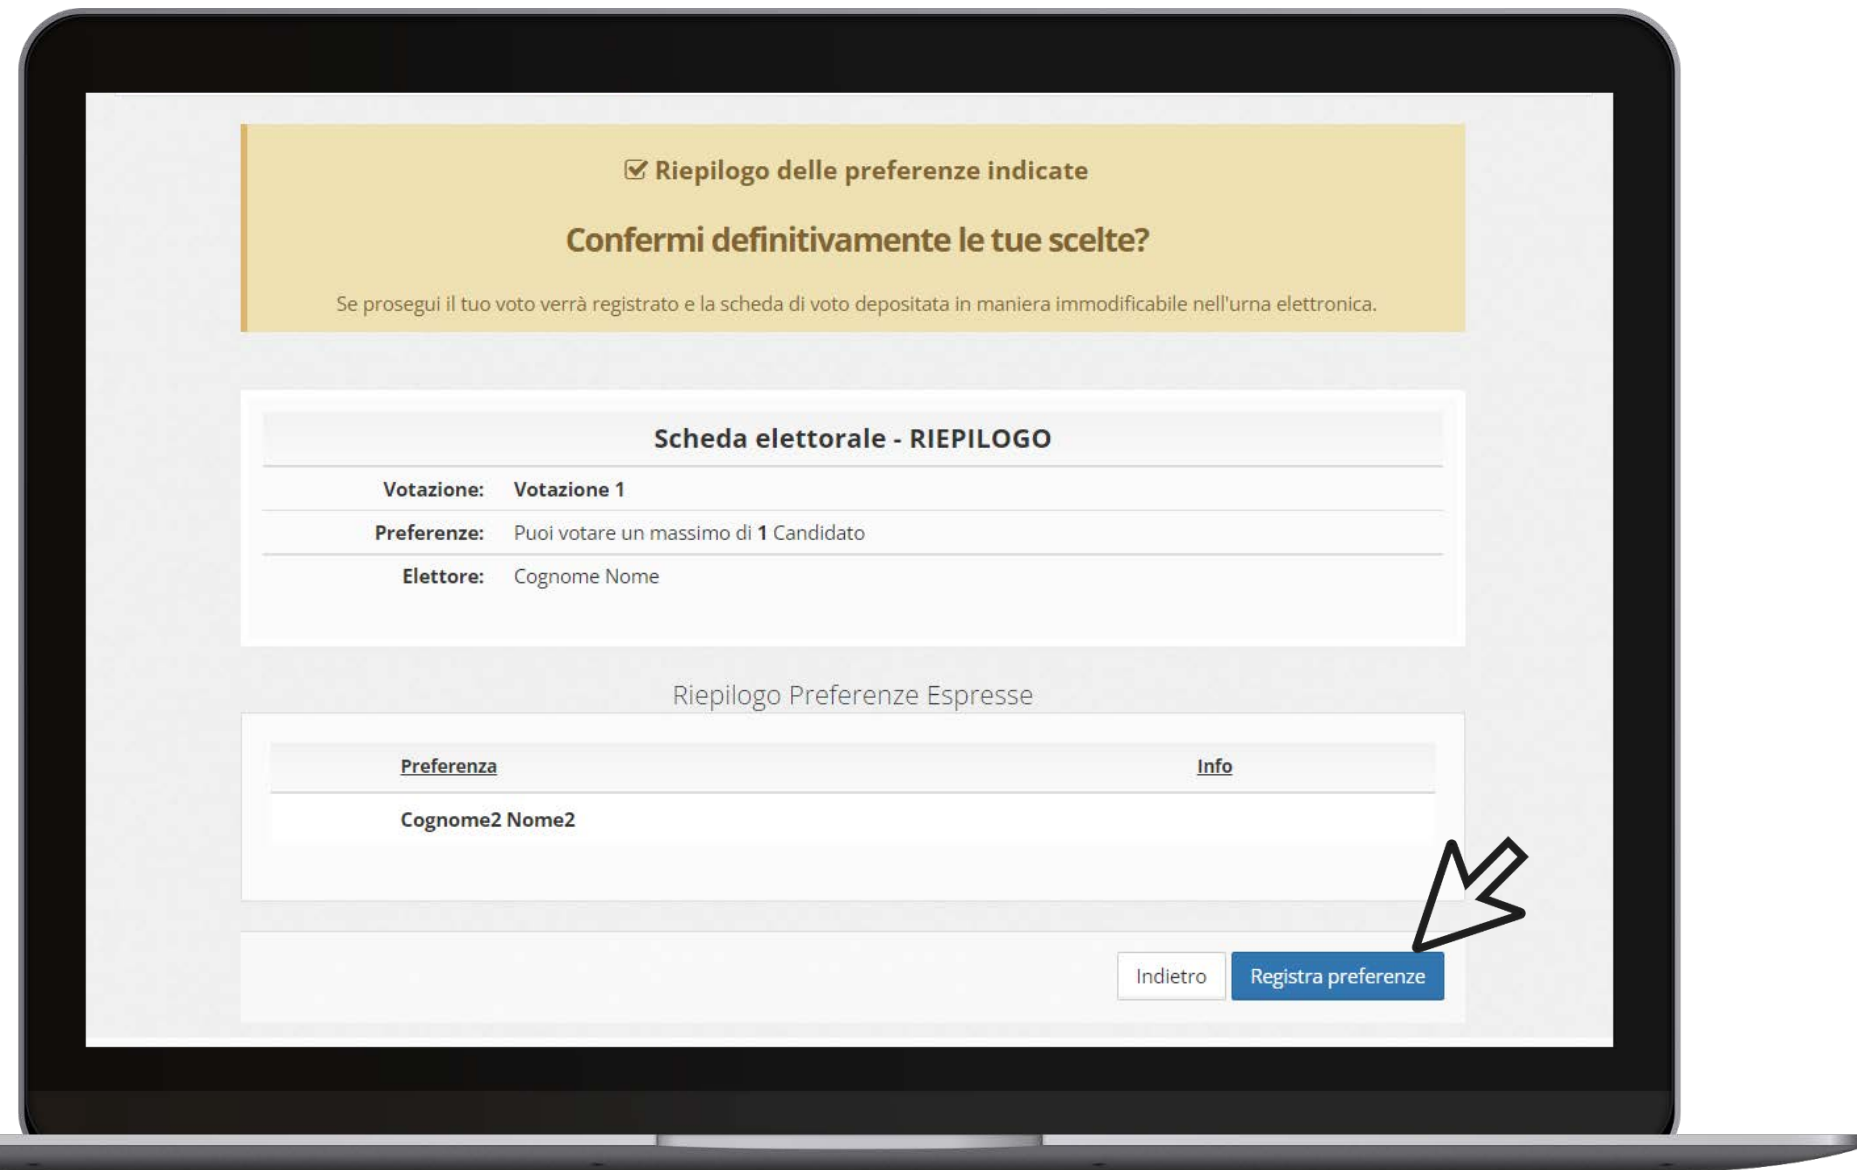 Riepilogo delle preferenze indicate
Confermi definitivamente le tue scelte?
Se prosegui il tuo voto verrà registrato e la scheda di voto depositata in maniera immodificabile nell'urna elettronica.
Scheda elettorale - RIEPILOGO
Votazione: Votazione 1
Preferenze: Puoi votare un massimo di 1 Candidato
Elettore: Cognome Nome
Riepilogo Preferenze Espresse
Preferenza Info
Cognome2 Nome2
Indietro Registra preferenze